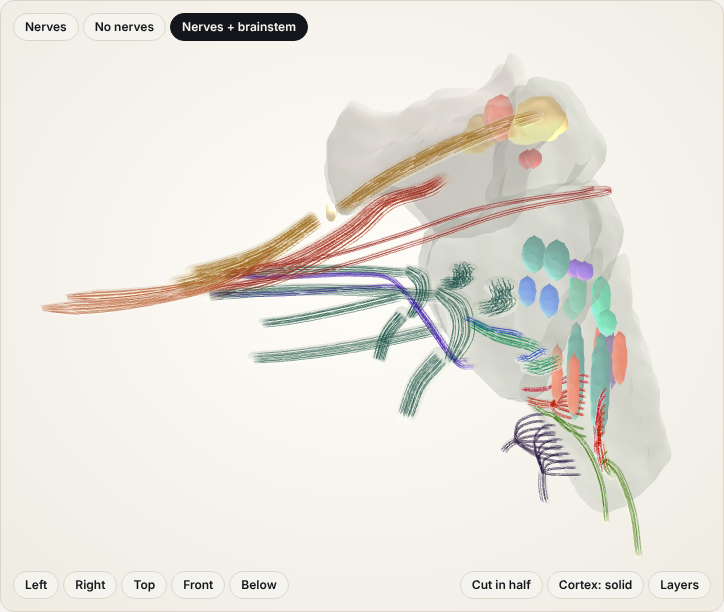 Nerves No nerves Nerves + brainstem
Left Right Top Front Below Cut in half Cortex: solid Layers